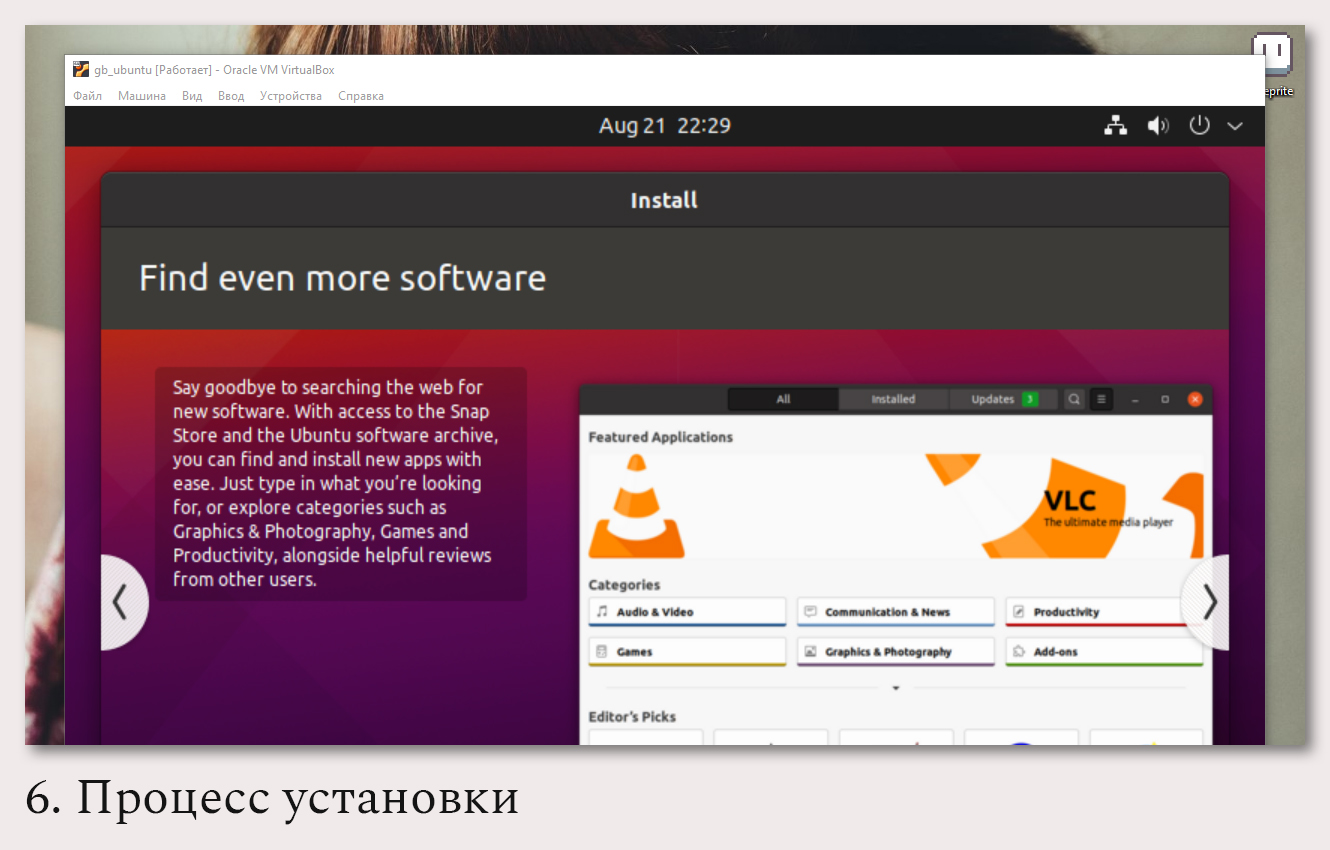 gb_ubuntu [Работает] - Oracle VM VirtualBox
Файл Машина Вид Ввод Устройства Справка
eprite
Aug 21 22:29
Install
Find even more software
Say goodbye to searching the web for
new software. With access to the Snap
Store and the Ubuntu software archive,
you can find and install new apps with
ease. Just type in what you’re looking
for, or explore categories such as
Graphics & Photography, Games and
Productivity, alongside helpful reviews
from other users.
All Installed Updates 3
Featured Applications
VLC
The ultimate media player
Categories
Audio & Video Communication & News Productivity
Games Graphics & Photography Add-ons
Editor’s Picks
6. Процесс установки